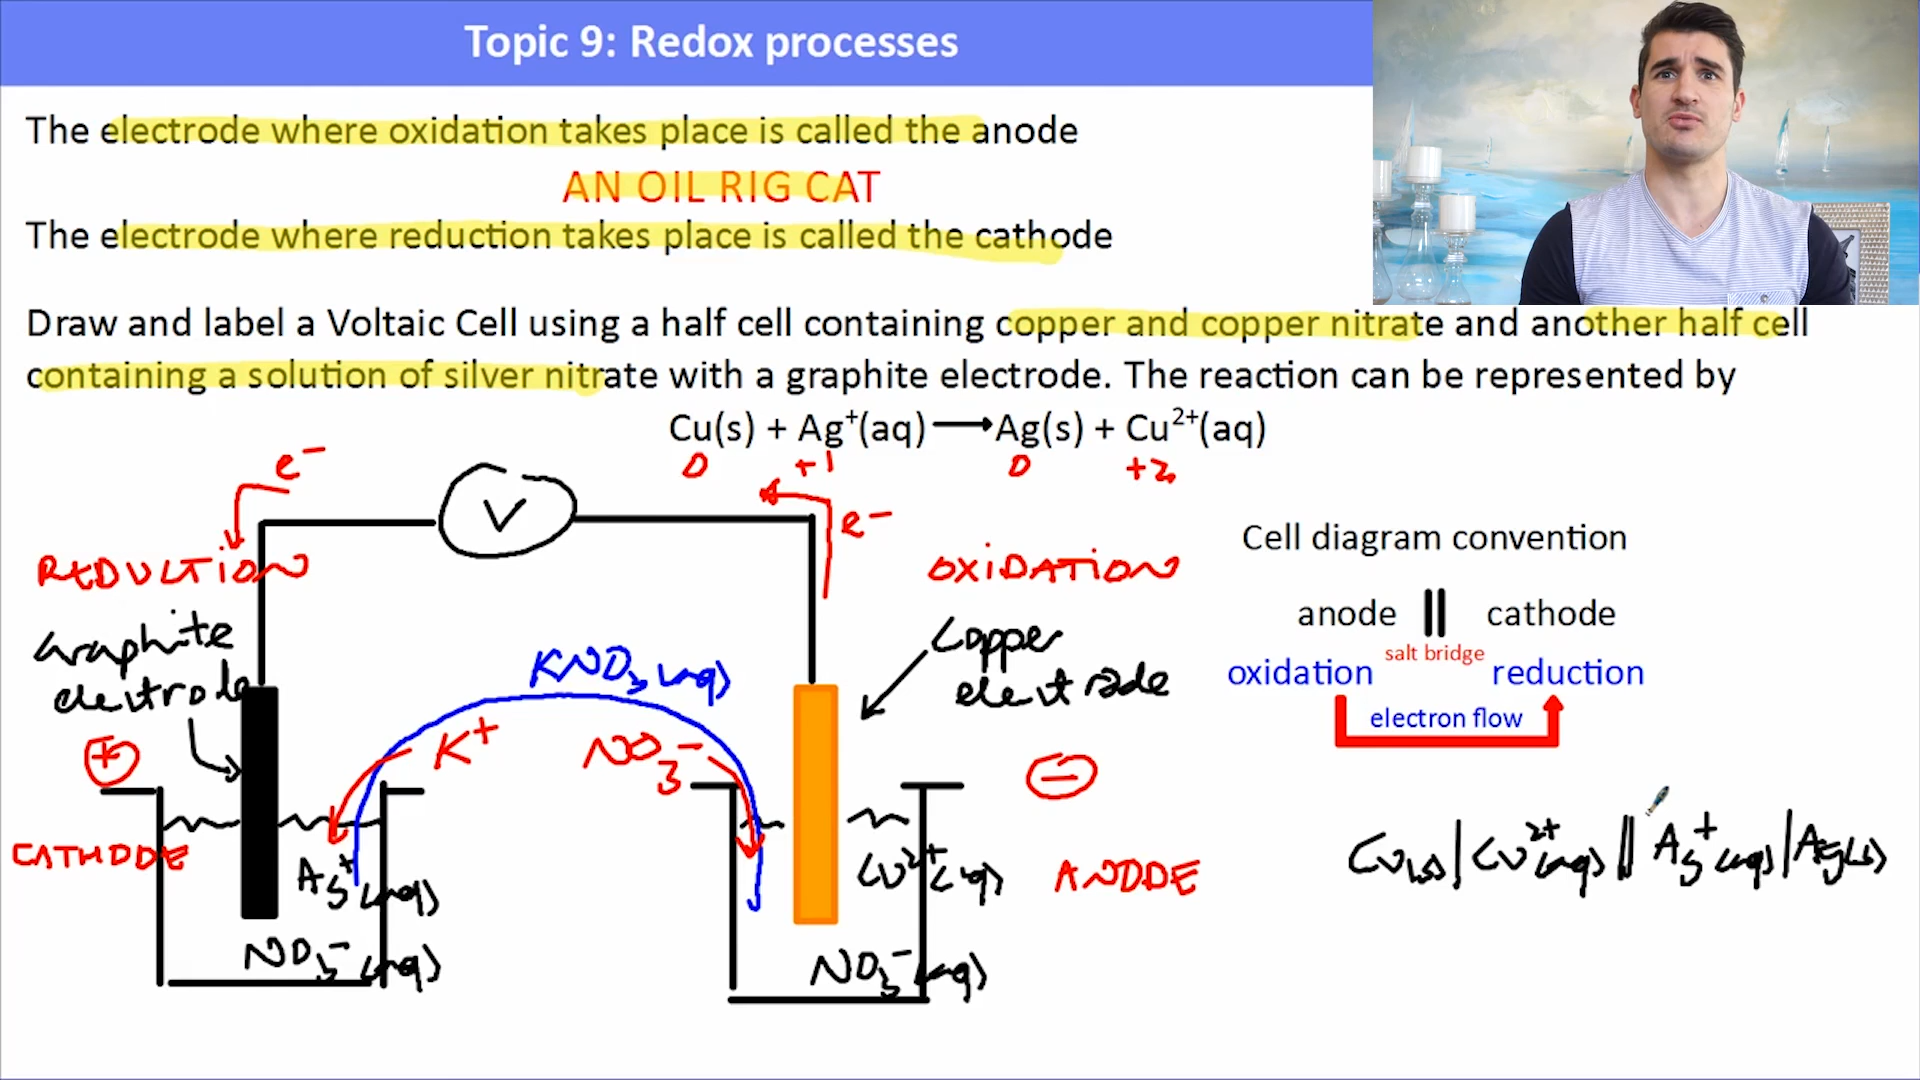 Topic 9: Redox processes
The electrode where oxidation takes place is called the anode
AN OIL RIG CAT
The electrode where reduction takes place is called the cathode
Draw and label a Voltaic Cell using a half cell containing copper and copper nitrate and another half cell
containing a solution of silver nitrate with a graphite electrode. The reaction can be represented by
Cu(s) + Ag⁺(aq) → Ag(s) + Cu²⁺(aq)
0 +1 0 +2
e⁻
V
e⁻
REDUCTION
OXIDATION
Graphite
electrode
KNO₃(aq)
Copper
electrode
K⁺
NO₃⁻
+
−
CATHODE
Ag⁺(aq)
NO₃⁻(aq)
Cu²⁺(aq)
ANODE
NO₃⁻(aq)
Cell diagram convention
anode || cathode
salt bridge
oxidation reduction
electron flow
Cu(s)|Cu²⁺(aq)||Ag⁺(aq)|Ag(s)